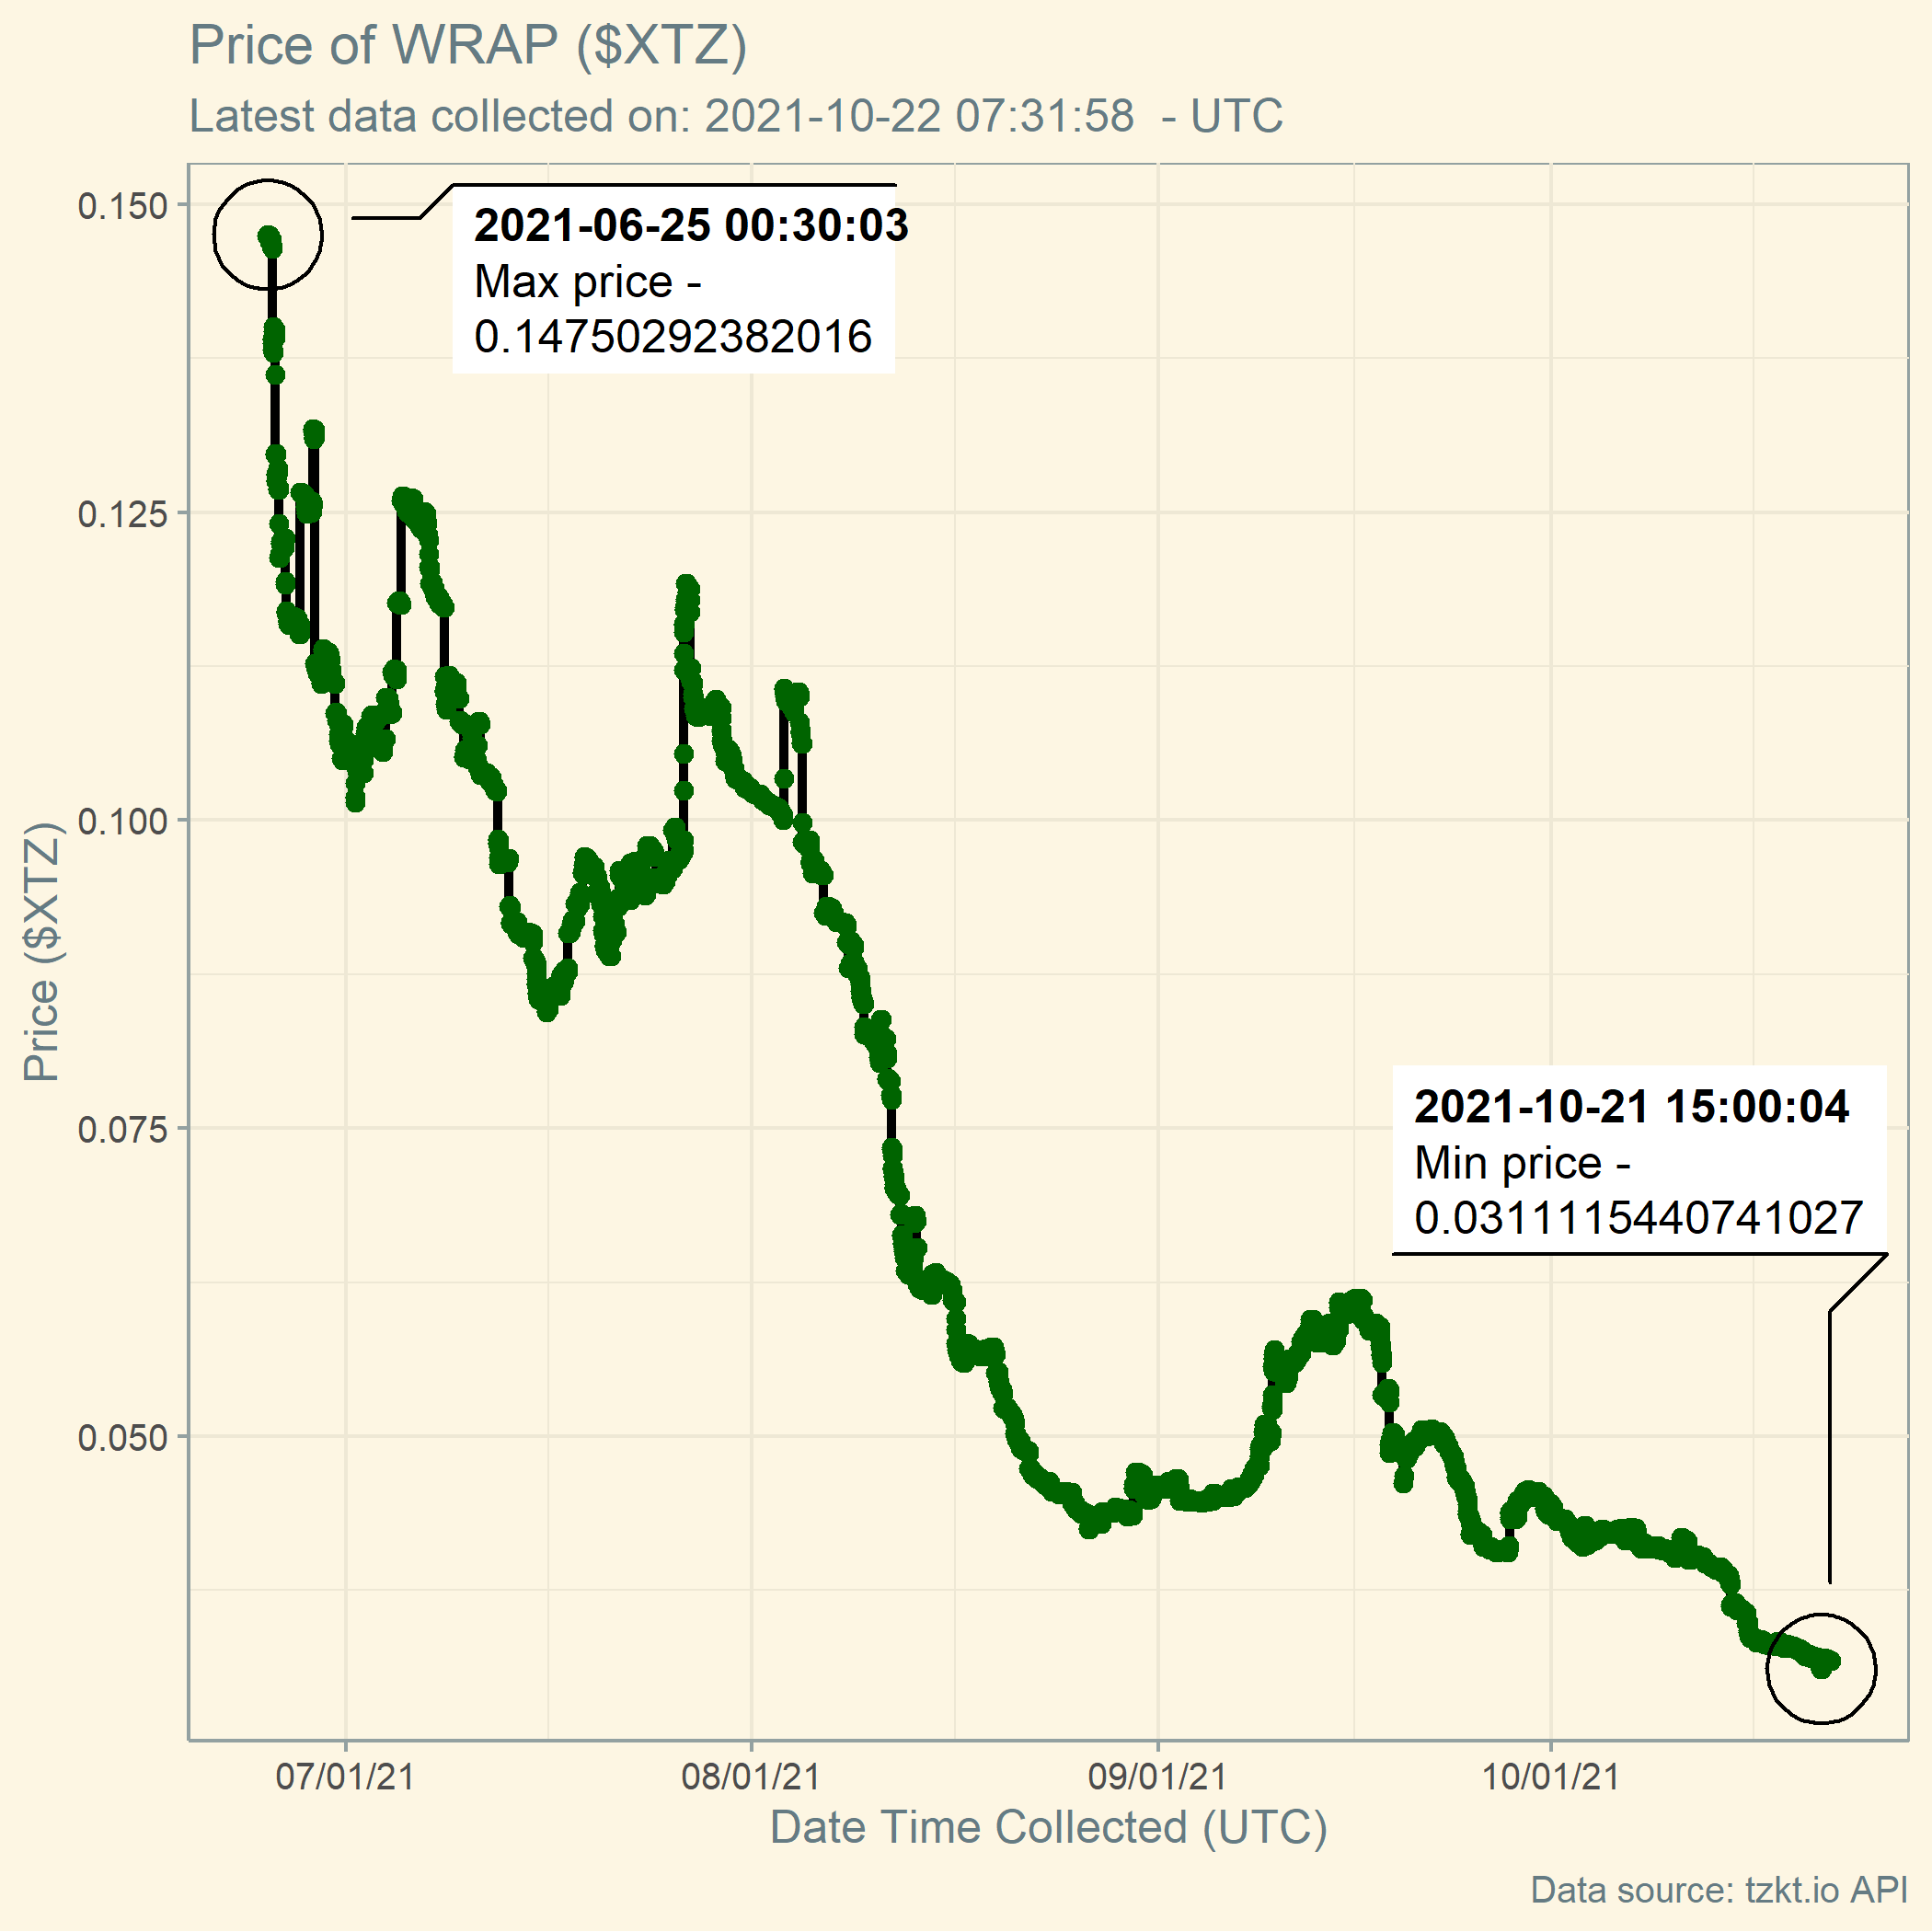 Price of WRAP ($XTZ)
Latest data collected on: 2021-10-22 07:31:58  - UTC
0.150
0.125
0.100
0.075
0.050
Price ($XTZ)
2021-06-25 00:30:03
Max price -
0.14750292382016
2021-10-21 15:00:04
Min price -
0.0311115440741027
07/01/21
08/01/21
09/01/21
10/01/21
Date Time Collected (UTC)
Data source: tzkt.io API